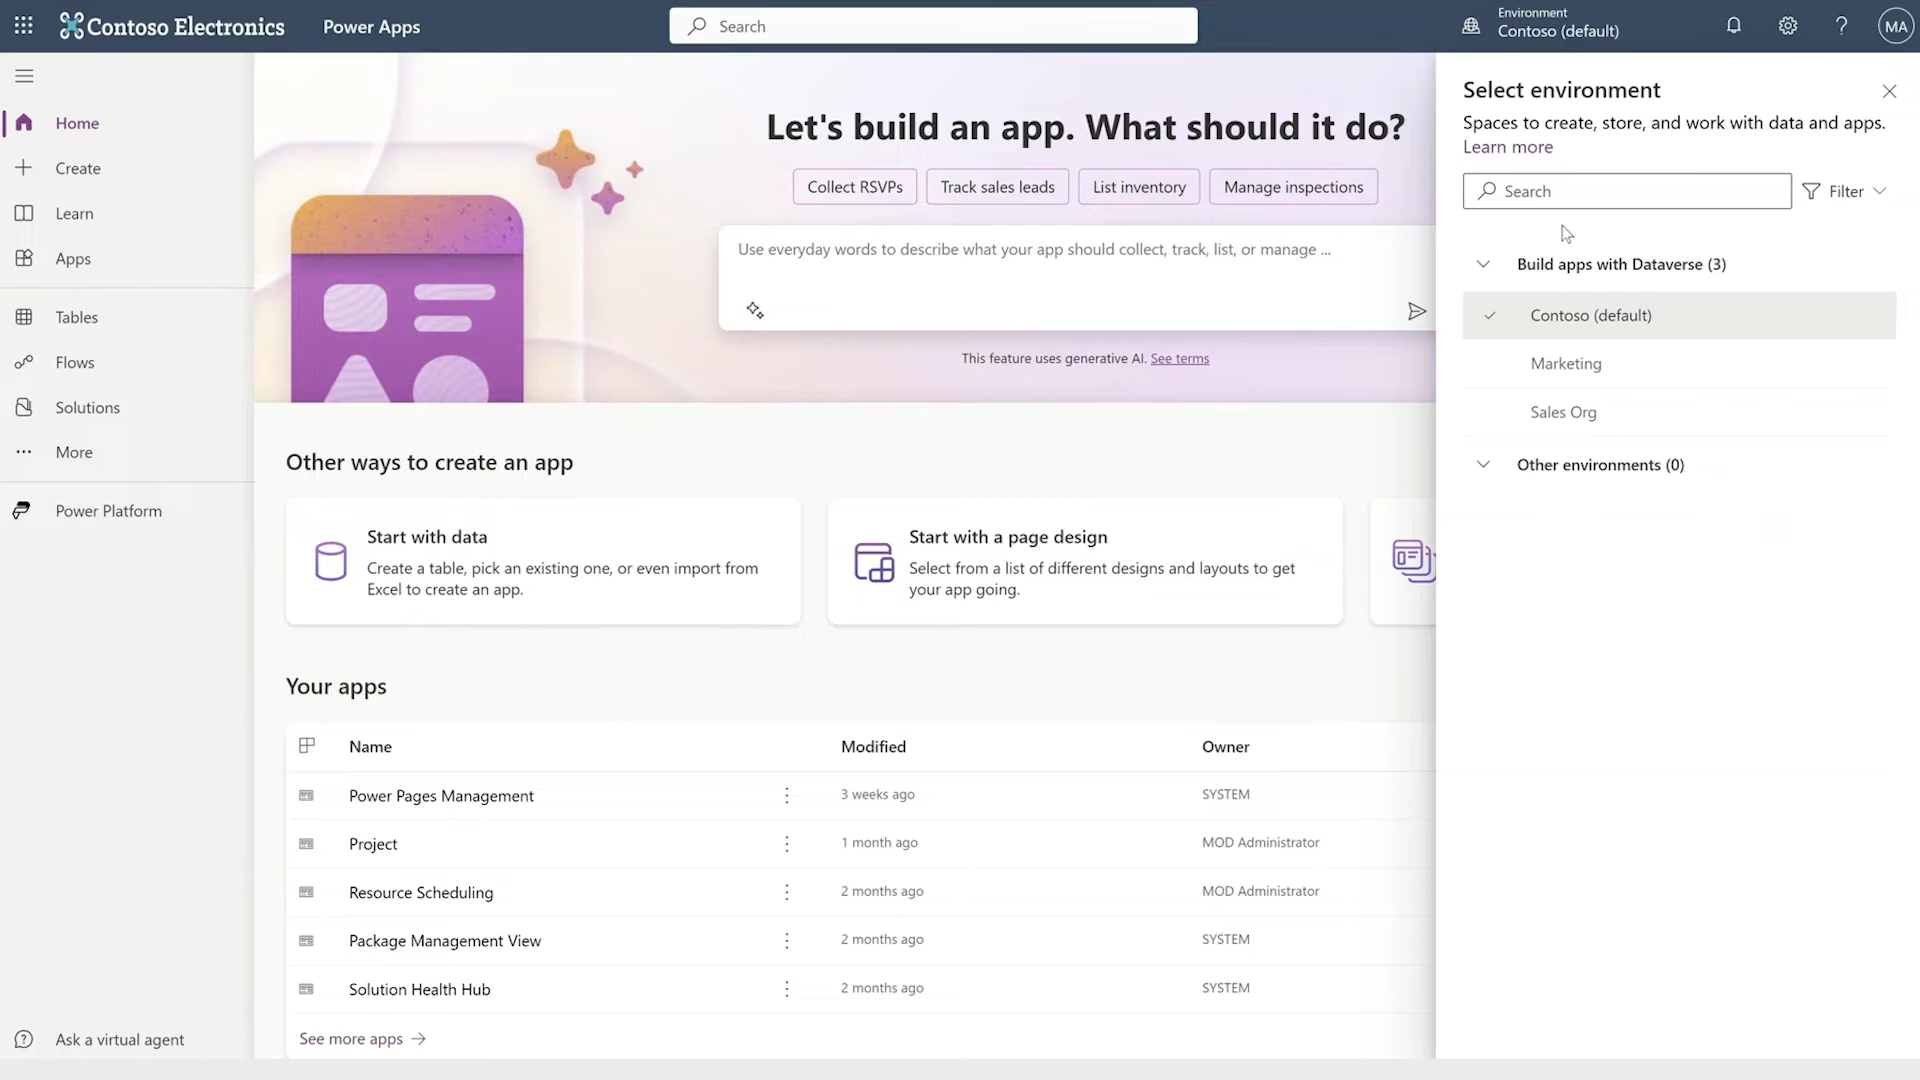 Contoso Electronics
Power Apps
Search
Environment
Contoso (default)
?
MA
Home
Create
Learn
Apps
Tables
Flows
Solutions
More
Power Platform
Ask a virtual agent
Let's build an app. What should it do?
Collect RSVPs
Track sales leads
List inventory
Manage inspections
Use everyday words to describe what your app should collect, track, list, or manage ...
This feature uses generative AI. See terms
Other ways to create an app
Start with data
Create a table, pick an existing one, or even import from
Excel to create an app.
Start with a page design
Select from a list of different designs and layouts to get
your app going.
Your apps
Name Modified Owner
Power Pages Management 3 weeks ago SYSTEM
Project 1 month ago MOD Administrator
Resource Scheduling 2 months ago MOD Administrator
Package Management View 2 months ago SYSTEM
Solution Health Hub 2 months ago SYSTEM
See more apps
Select environment
Spaces to create, store, and work with data and apps.
Learn more
Search
Filter
Build apps with Dataverse (3)
Contoso (default)
Marketing
Sales Org
Other environments (0)